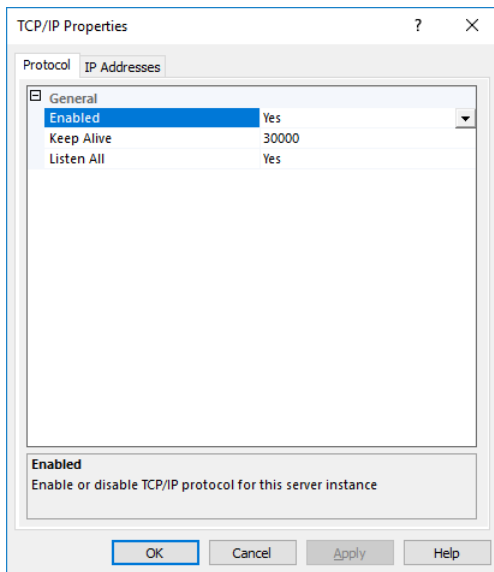 TCP/IP Properties
Protocol IP Addresses
General
Enabled Yes
Keep Alive 30000
Listen All Yes
Enabled
Enable or disable TCP/IP protocol for this server instance
OK Cancel Apply Help